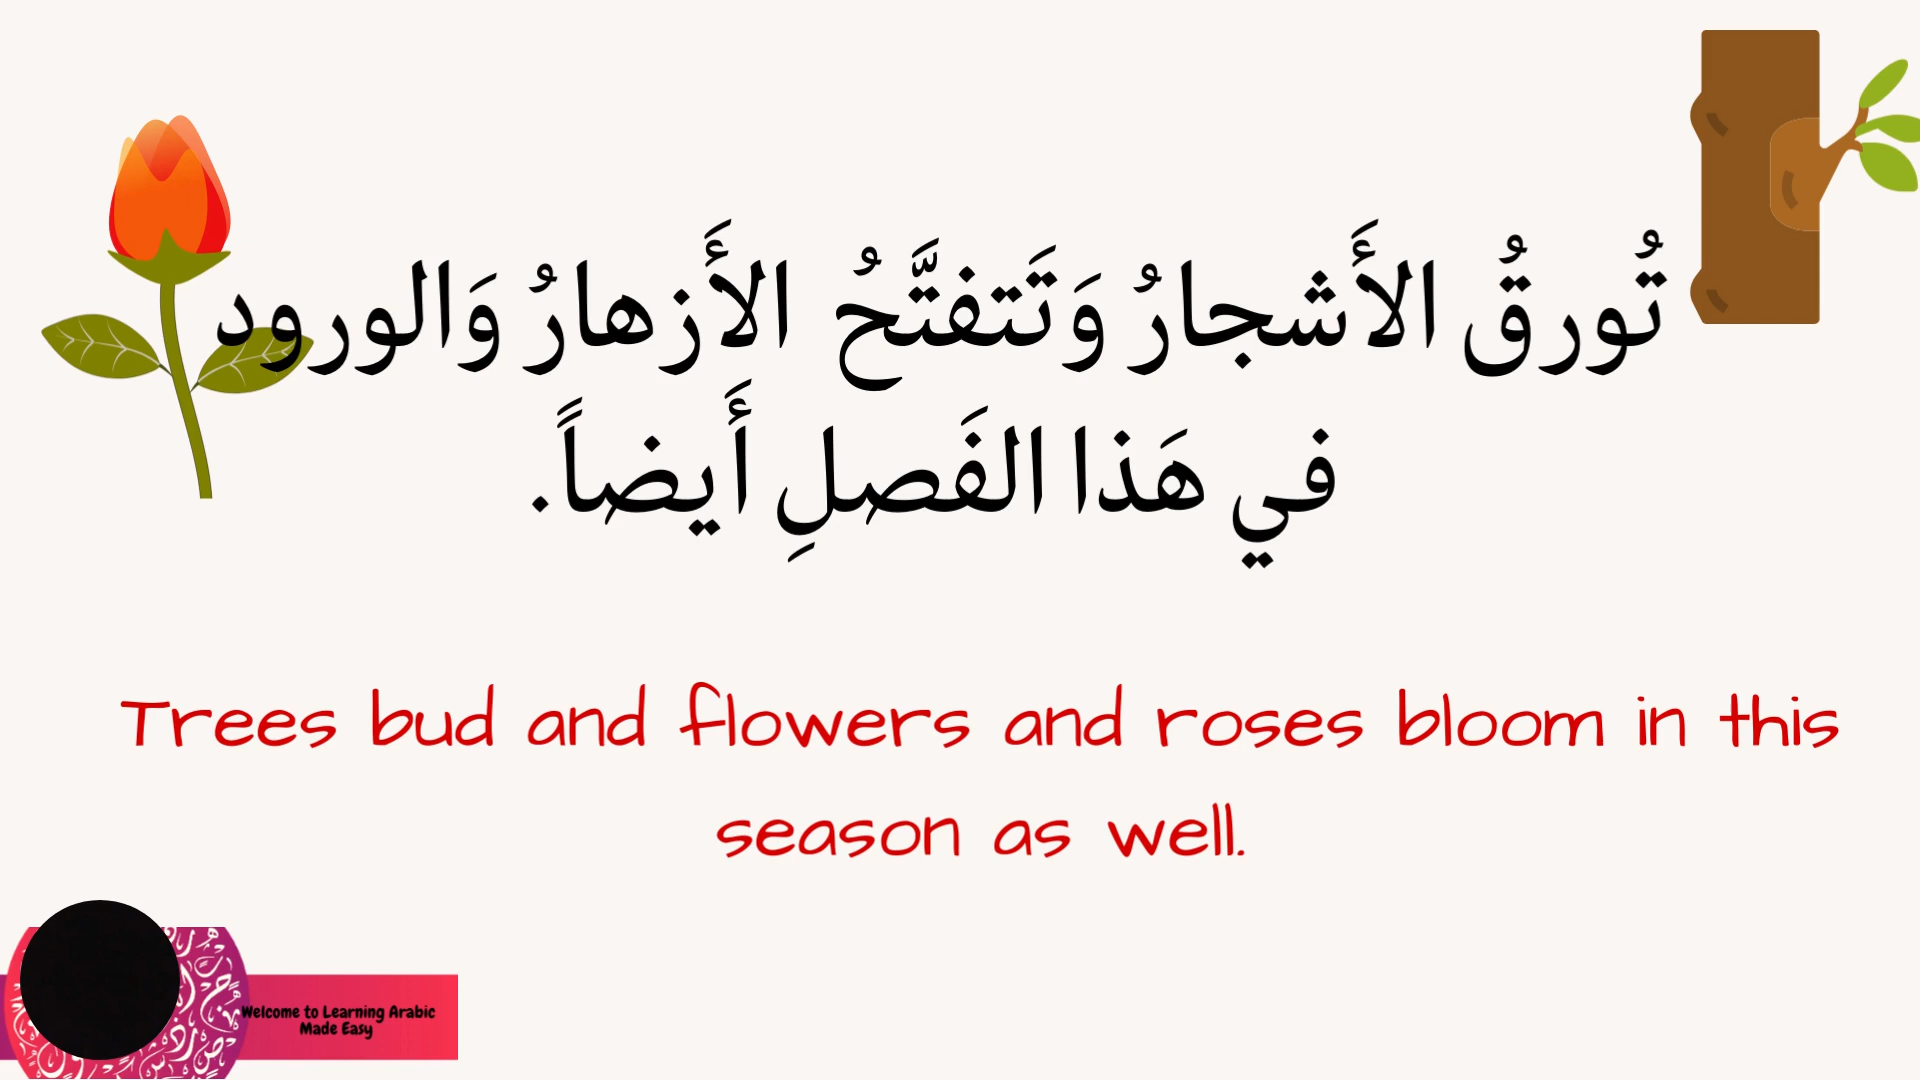 تُورقُ الأَشجارُ وَتَتفتَّحُ الأَزهارُ وَالورود
في هَذا الفَصلِ أَيضاً.
Trees bud and flowers and roses bloom in this
season as well.
Welcome to Learning Arabic
Made Easy